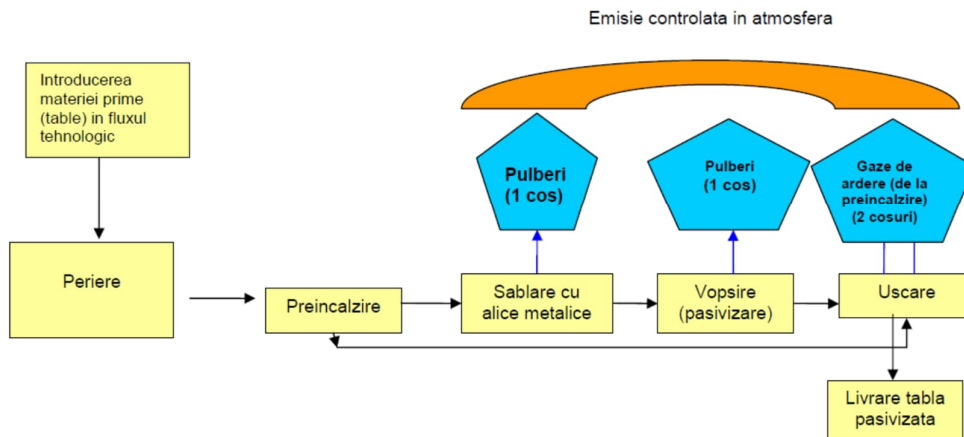 Emisie controlata in atmosfera
Introducerea
materiei prime
(table) in fluxul
tehnologic
Pulberi
(1 cos)
Pulberi
(1 cos)
Gaze de
ardere (de la
preincalzire)
(2 cosuri)
Periere
Preincalzire
Sablare cu
alice metalice
Vopsire
(pasivizare)
Uscare
Livrare tabla
pasivizata